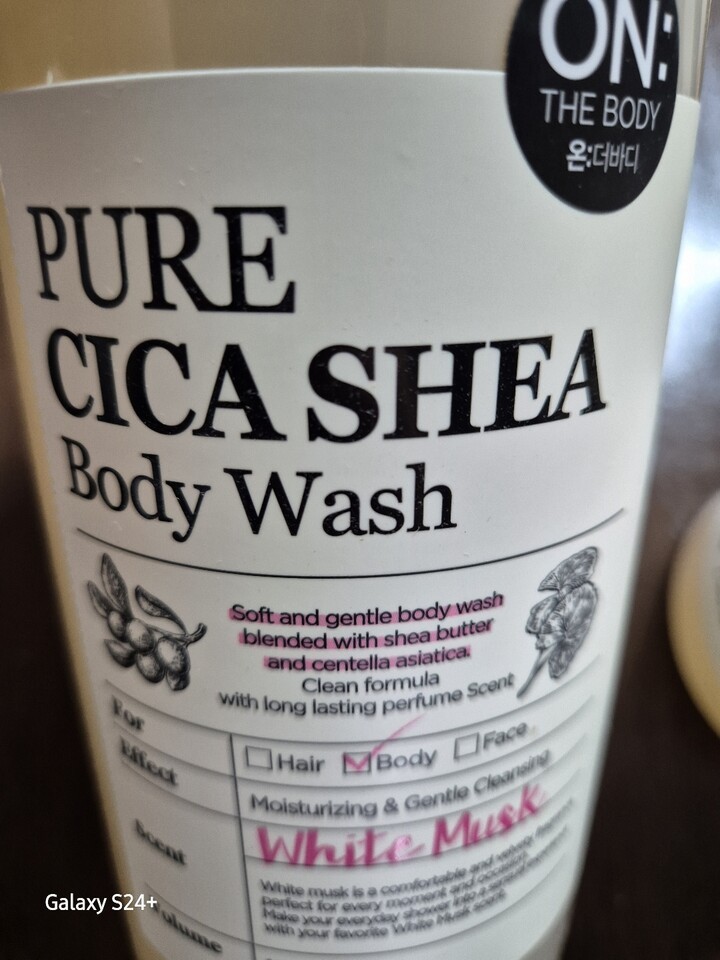 ON:
THE BODY
온:더바디
PURE
CICA SHEA
Body Wash
Soft and gentle body wash
blended with shea butter
and centella asiatica.
Clean formula
with long lasting perfume Scent
For
Hair Body Face
Effect
Moisturizing & Gentle Cleansing
Scent
White Musk
White musk is a comfortable and velvety fragrance,
perfect for every moment and occasion.
Make your everyday shower into a
with your favorite White Musk scent.
Volume
Galaxy S24+